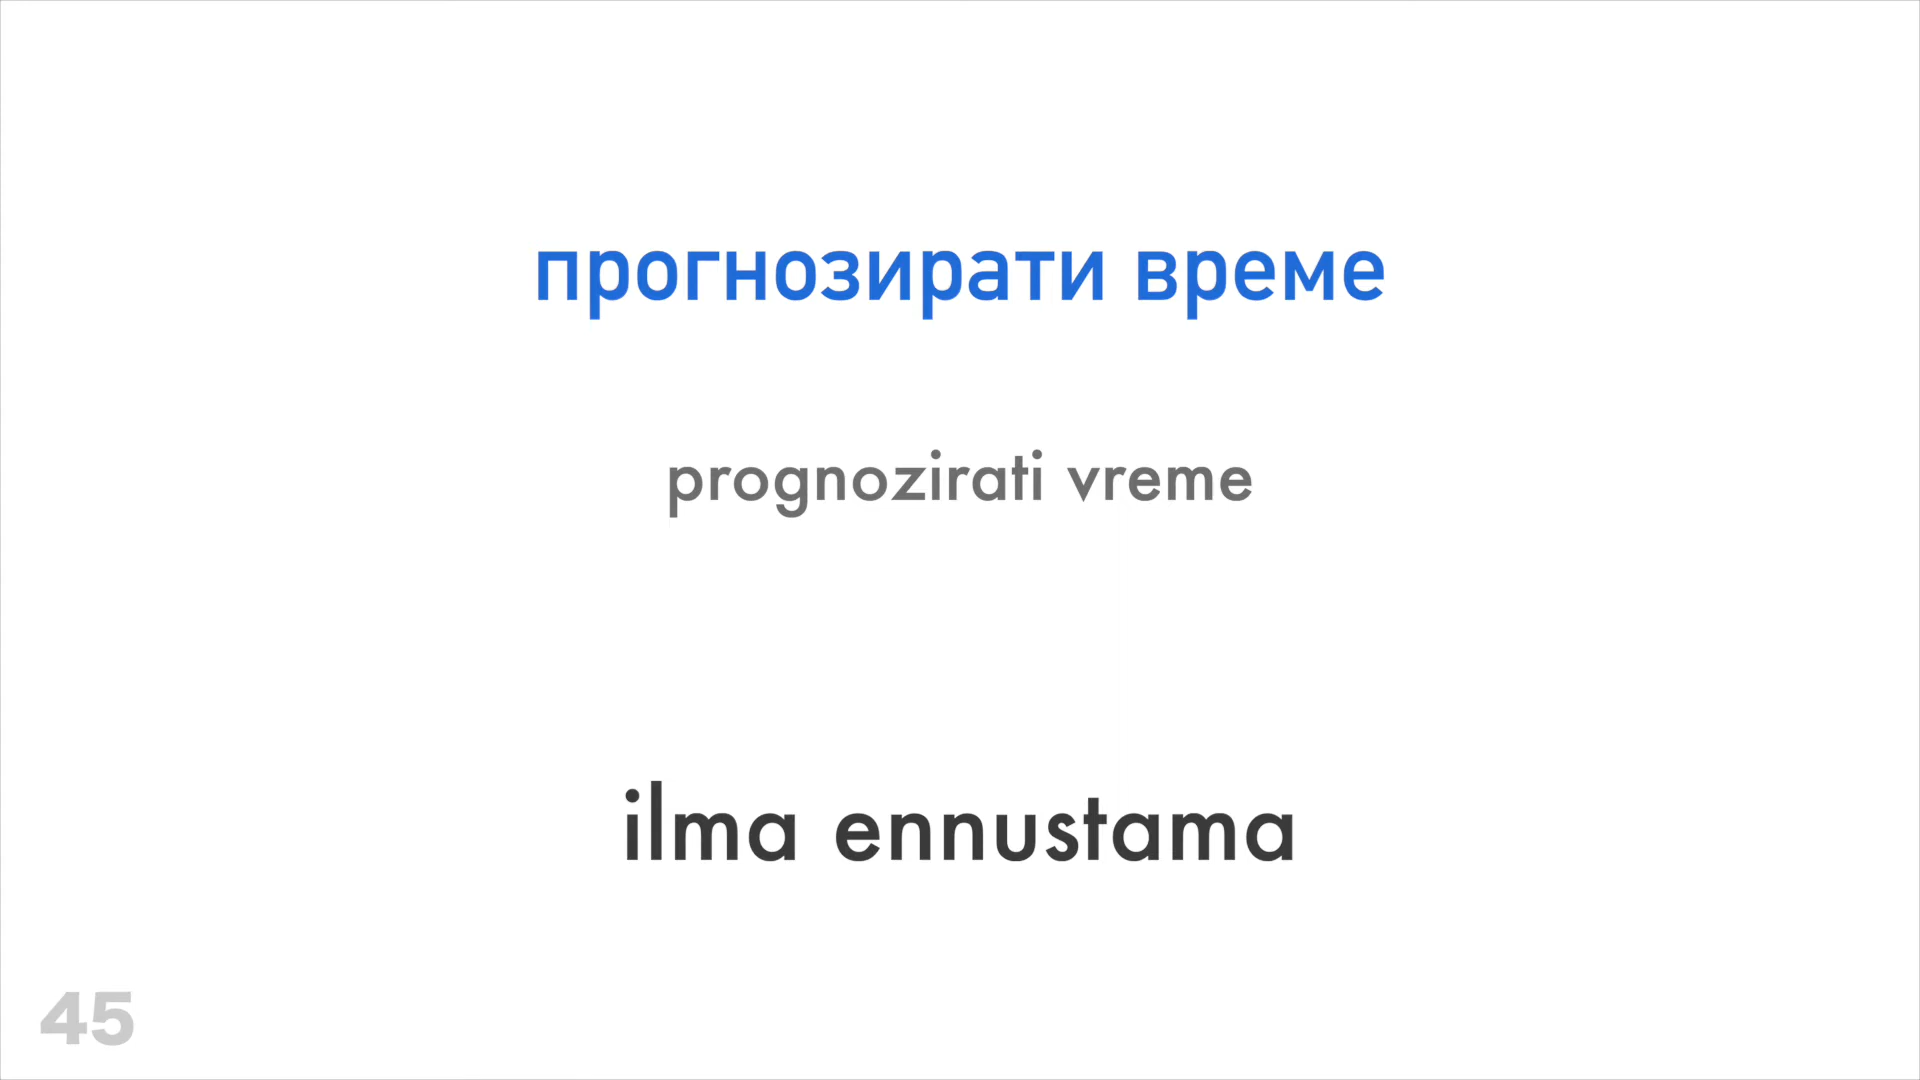 прогнозирати време
prognozirati vreme
ilma ennustama
45